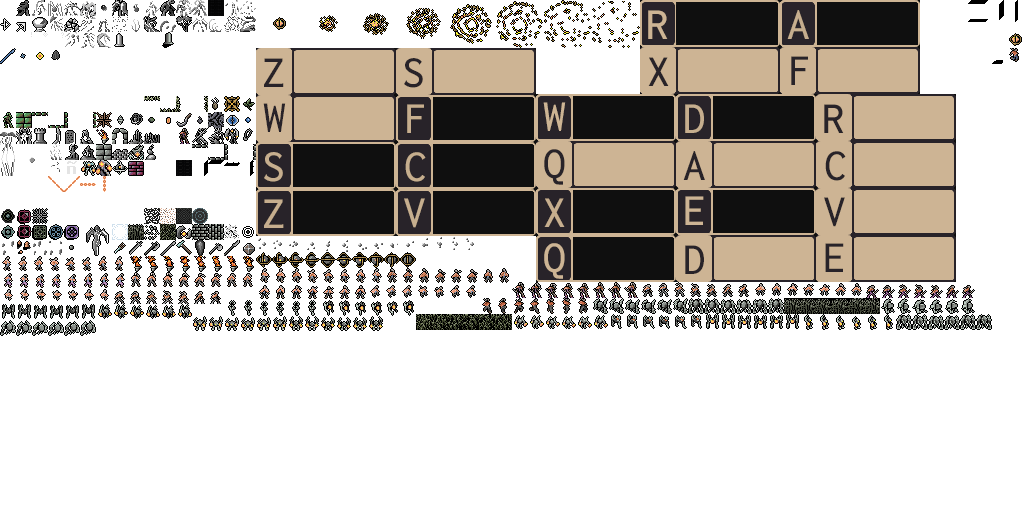 R A
X F
Z S
W F W D R
S C Q A C
Z V X E V
Q D E